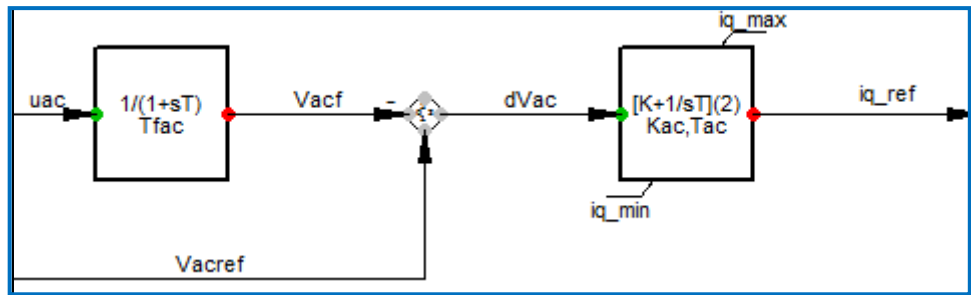 iq_max
uac
1/(1+sT)
Tfac
Vacf
-
dVac
[K+1/sT](2)
Kac,Tac
iq_ref
iq_min
Vacref